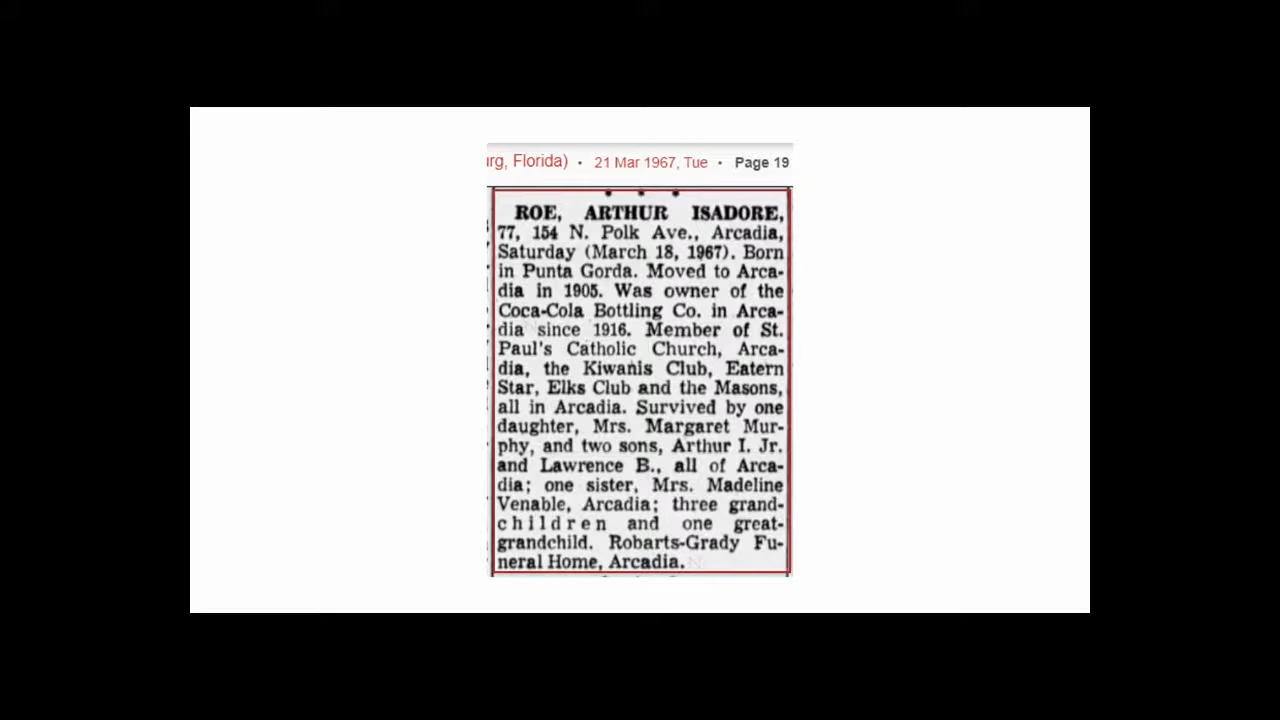 urg, Florida) • 21 Mar 1967, Tue • Page 19
ROE, ARTHUR ISADORE,
77, 154 N. Polk Ave., Arcadia,
Saturday (March 18, 1967). Born
in Punta Gorda. Moved to Arca-
dia in 1905. Was owner of the
Coca-Cola Bottling Co. in Arca-
dia since 1916. Member of St.
Paul's Catholic Church, Arca-
dia, the Kiwanis Club, Eatern
Star, Elks Club and the Masons,
all in Arcadia. Survived by one
daughter, Mrs. Margaret Mur-
phy, and two sons, Arthur I. Jr.
and Lawrence B., all of Arca-
dia; one sister, Mrs. Madeline
Venable, Arcadia; three grand-
children and one great-
grandchild. Robarts-Grady Fu-
neral Home, Arcadia.